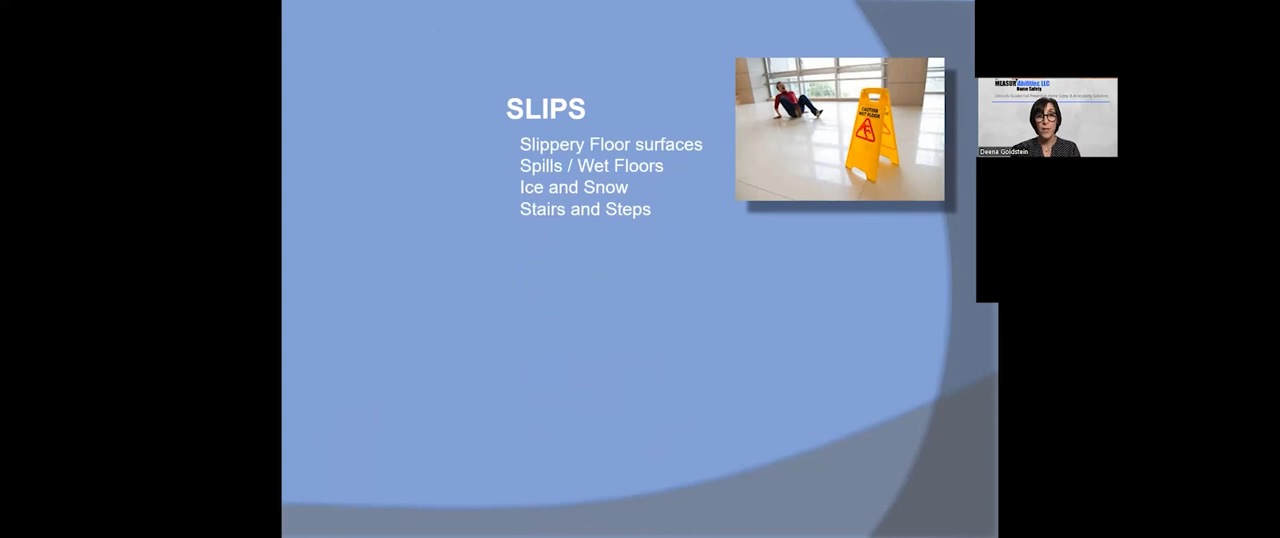 SLIPS
Slippery Floor surfaces
Spills / Wet Floors
Ice and Snow
Stairs and Steps
CAUTION
WET FLOOR
MEASUR Abilities, LLC
Home Safety
Deena Goldstein